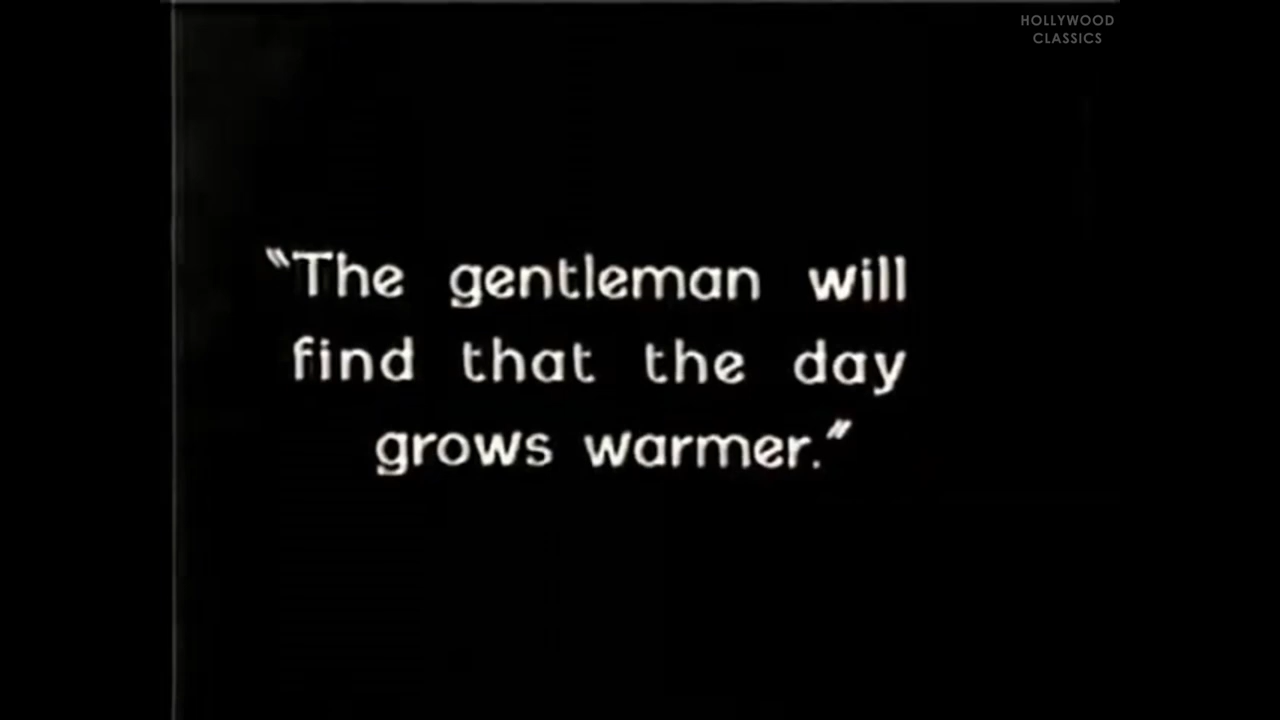 HOLLYWOOD
CLASSICS
"The gentleman will
find that the day
grows warmer."